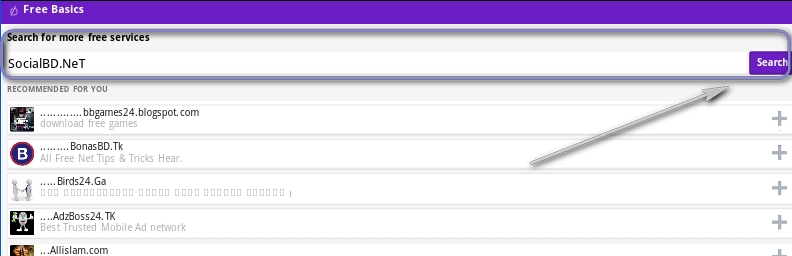 Free Basics
Search for more free services
SocialBD.NeT
Search
RECOMMENDED FOR YOU
............bbgames24.blogspot.com
download free games
........BonasBD.Tk
All Free Net Tips & Tricks Hear.
.....Birds24.Ga
....AdzBoss24.TK
Best Trusted Mobile Ad network
...Allislam.com